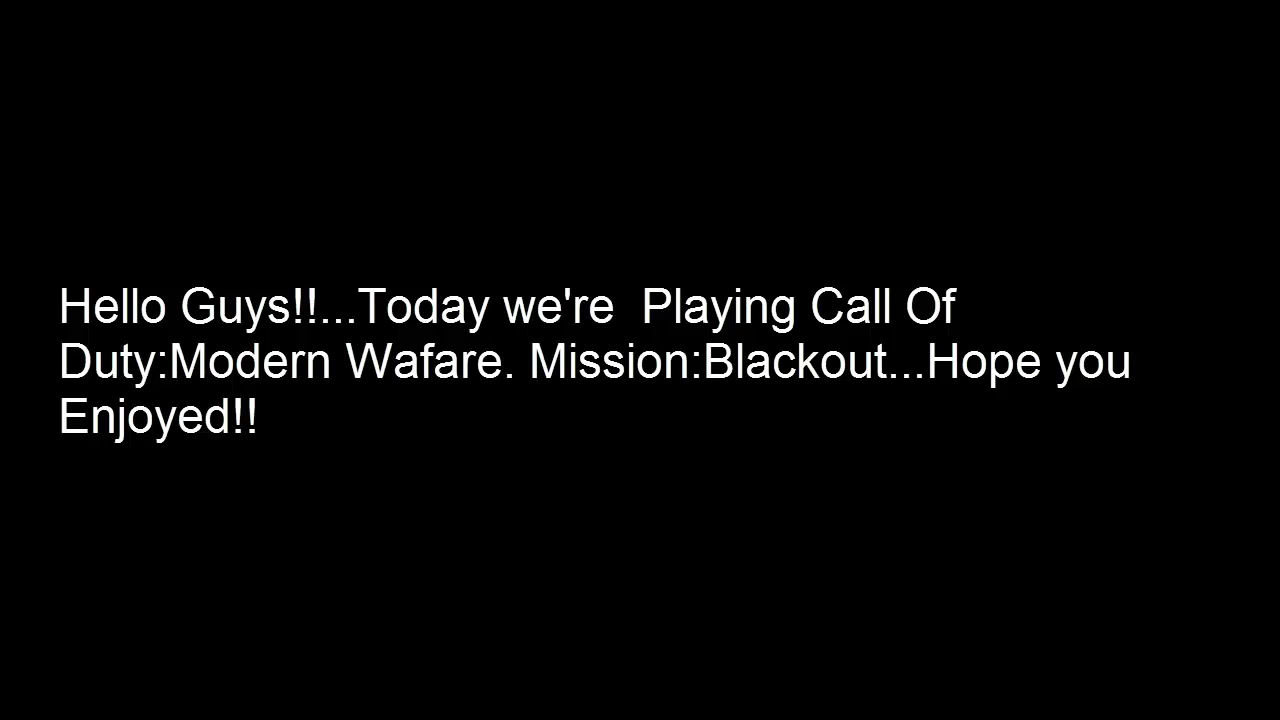 Hello Guys!!...Today we're  Playing Call Of
Duty:Modern Wafare. Mission:Blackout...Hope you
Enjoyed!!